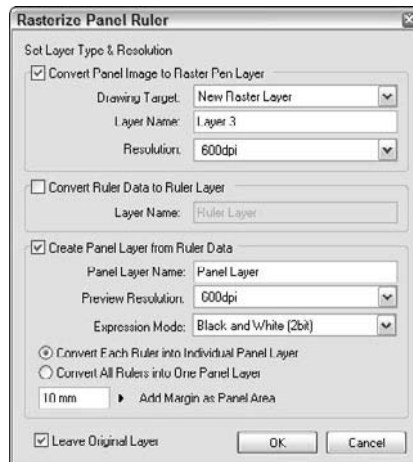 Rasterize Panel Ruler
Set Layer Type & Resolution
Convert Panel Image to Raster Pen Layer
Drawing Target: New Raster Layer
Layer Name: Layer 3
Resolution: 600dpi
Convert Ruler Data to Ruler Layer
Layer Name: Ruler Layer
Create Panel Layer from Ruler Data
Panel Layer Name: Panel Layer
Preview Resolution: 600dpi
Expression Mode: Black and White (2bit)
Convert Each Ruler into Individual Panel Layer
Convert All Rulers into One Panel Layer
10 mm Add Margin as Panel Area
Leave Original Layer OK Cancel